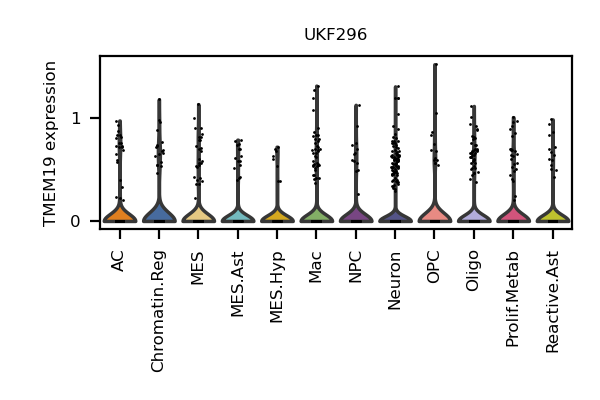 UKF296
TMEM19 expression
1
0
AC
Chromatin.Reg
MES
MES.Ast
MES.Hyp
Mac
NPC
Neuron
OPC
Oligo
Prolif.Metab
Reactive.Ast